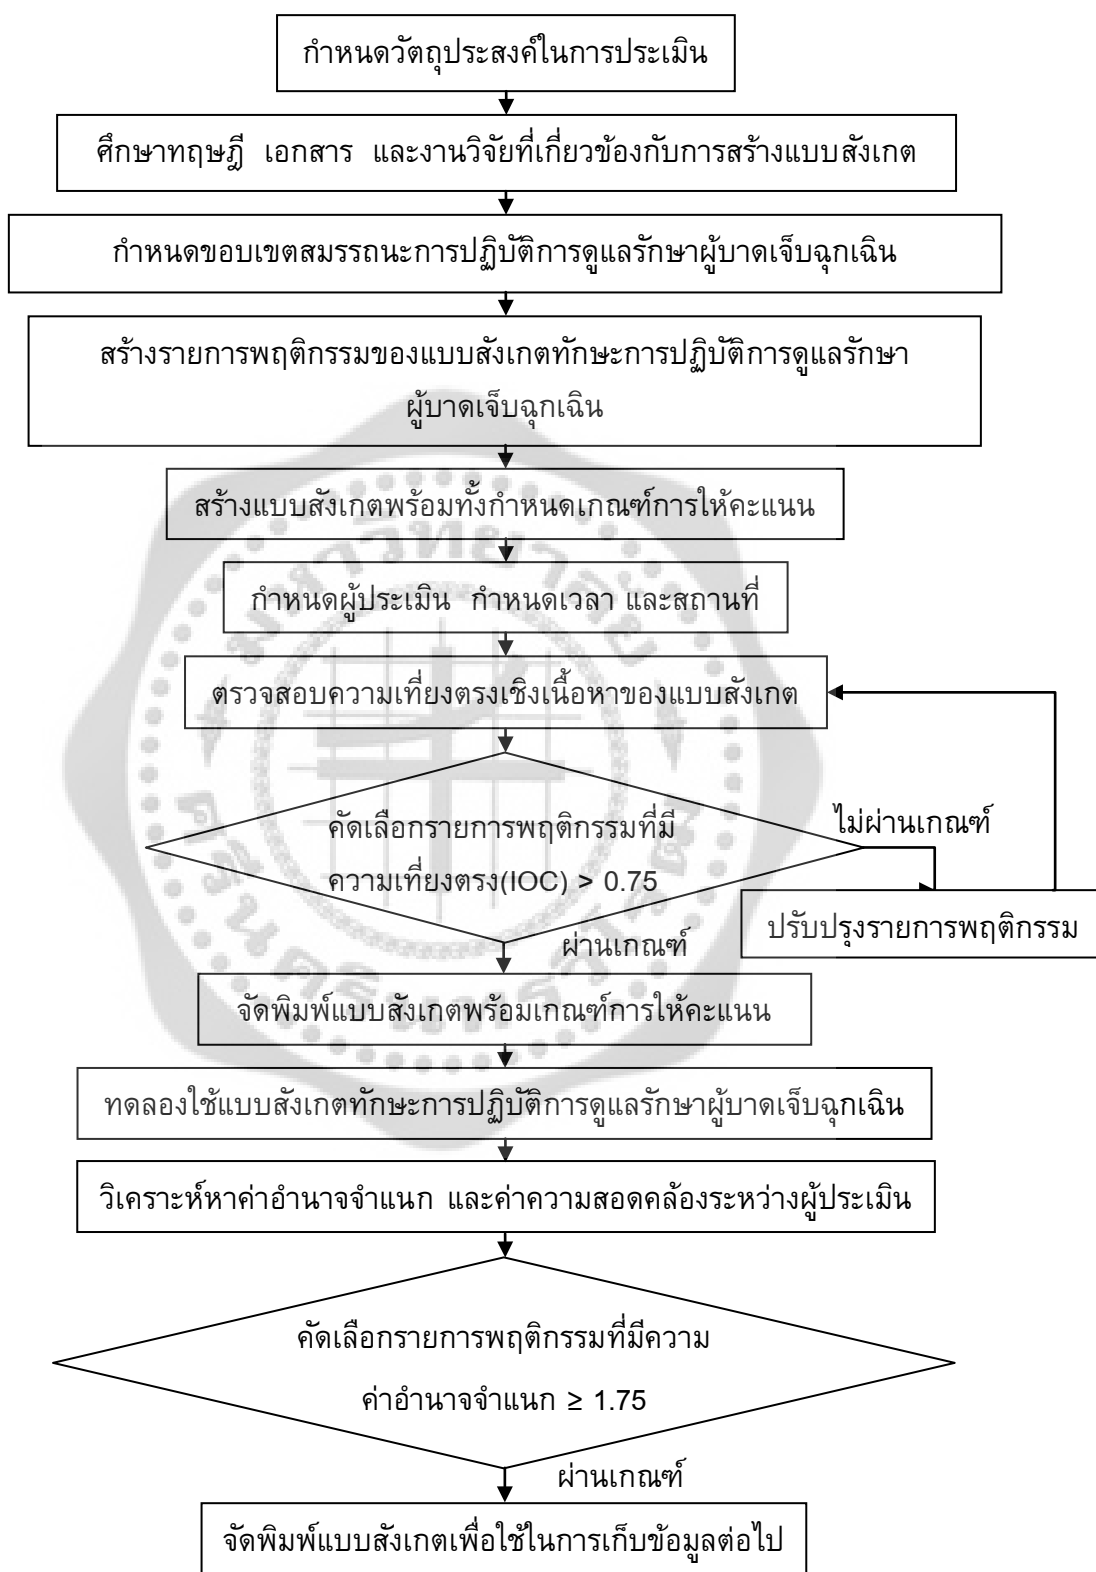 กำหนดวัตถุประสงค์ในการประเมิน
ศึกษาทฤษฎี เอกสาร และงานวิจัยที่เกี่ยวข้องกับการสร้างแบบสังเกต
กำหนดขอบเขตสมรรถนะการปฏิบัติการดูแลรักษาผู้บาดเจ็บฉุกเฉิน
สร้างรายการพฤติกรรมของแบบสังเกตทักษะการปฏิบัติการดูแลรักษา
ผู้บาดเจ็บฉุกเฉิน
สร้างแบบสังเกตพร้อมทั้งกำหนดเกณฑ์การให้คะแนน
กำหนดผู้ประเมิน กำหนดเวลา และสถานที่
ตรวจสอบความเที่ยงตรงเชิงเนื้อหาของแบบสังเกต
คัดเลือกรายการพฤติกรรมที่มี
ความเที่ยงตรง(IOC) > 0.75
ไม่ผ่านเกณฑ์
ปรับปรุงรายการพฤติกรรม
ผ่านเกณฑ์
จัดพิมพ์แบบสังเกตพร้อมเกณฑ์การให้คะแนน
ทดลองใช้แบบสังเกตทักษะการปฏิบัติการดูแลรักษาผู้บาดเจ็บฉุกเฉิน
วิเคราะห์หาค่าอำนาจจำแนก และค่าความสอดคล้องระหว่างผู้ประเมิน
คัดเลือกรายการพฤติกรรมที่มีความ
ค่าอำนาจจำแนก ≥ 1.75
ผ่านเกณฑ์
จัดพิมพ์แบบสังเกตเพื่อใช้ในการเก็บข้อมูลต่อไป
มหาวิทยาลัย
ศรีนครินทรวิโรฒ